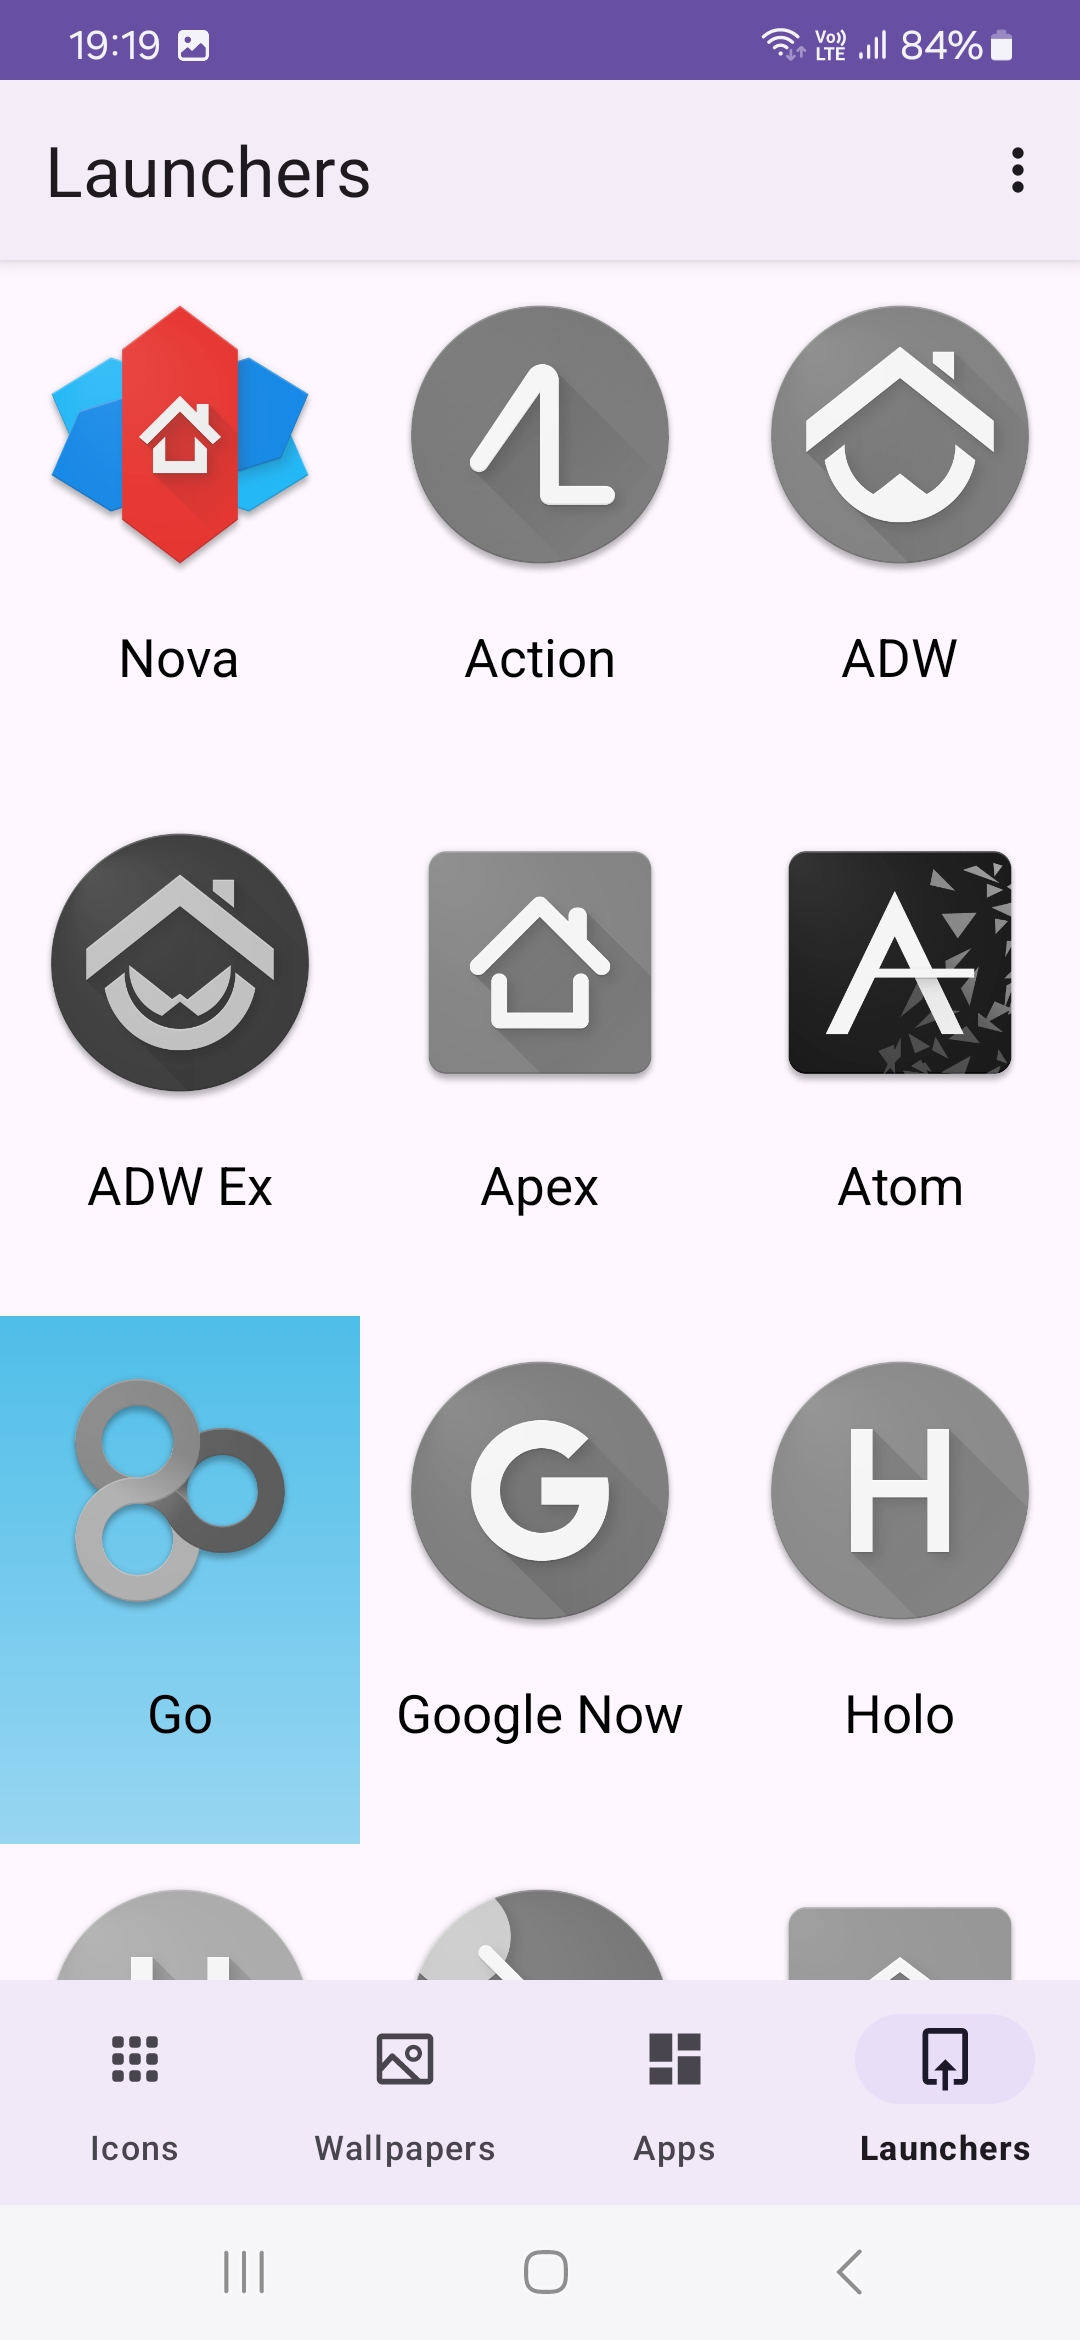 19:19 Vo)) LTE 84%
Launchers
Nova Action ADW
ADW Ex Apex Atom
Go Google Now Holo
Icons Wallpapers Apps Launchers